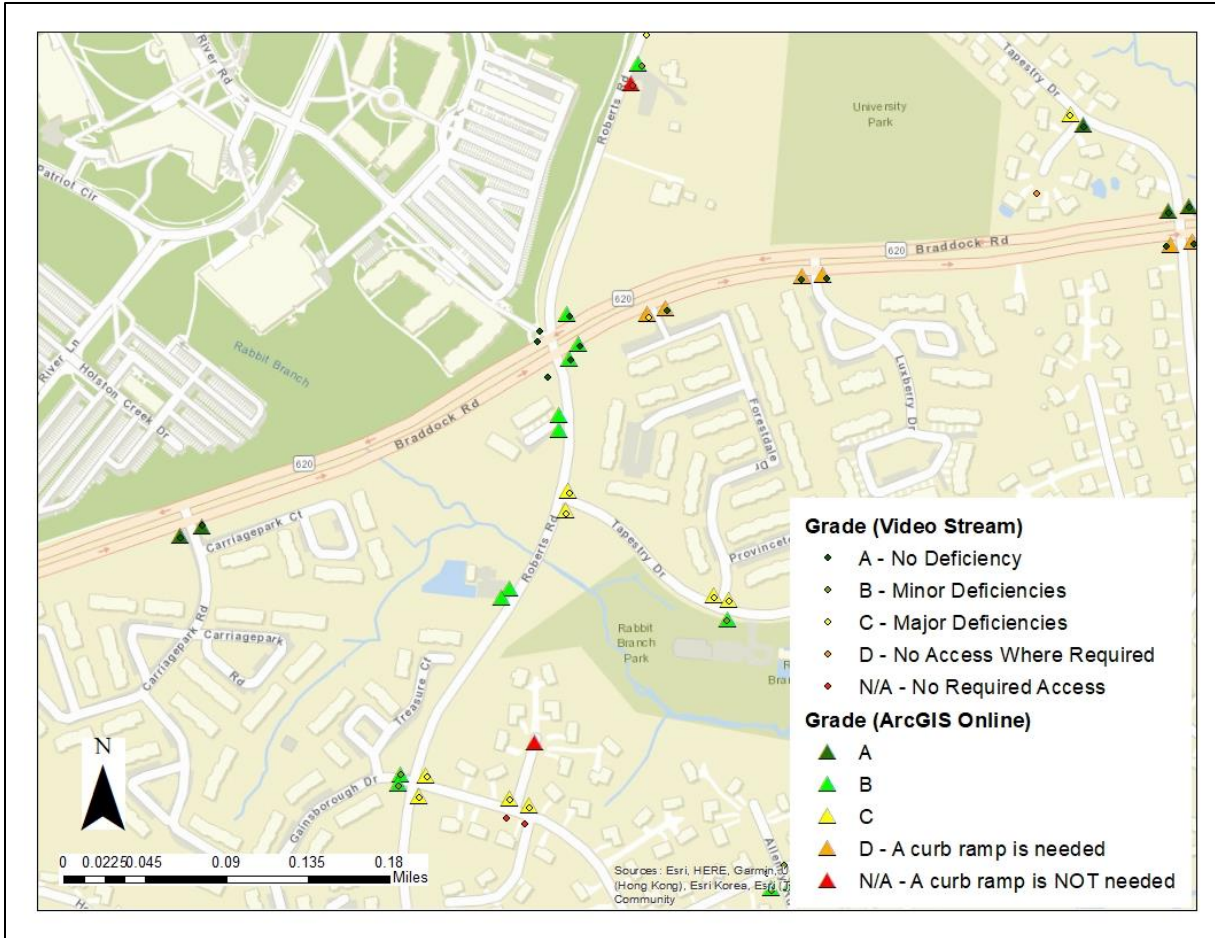 River Rd
Patriot Cir
River Ln
Holston Creek Dr
Rabbit Branch
Roberts Rd
University
Park
Tapestry Dr
620
Braddock Rd
620
Braddock Rd
620
Luxberry Dr
Forestdale
Dr
Carriagepark Ct
Roberts Rd
Tapestry Dr
Carriagepark
Rd
Carriagepark Rd
Rabbit
Branch
Park
Treasure Ct
Gainsborough Dr
N
0 0.0225 0.045 0.09 0.135 0.18
Miles
Sources: Esri, HERE, Garmin,
(Hong Kong), Esri Korea, Esri
Community
Grade (Video Stream)
A - No Deficiency
B - Minor Deficiencies
C - Major Deficiencies
D - No Access Where Required
N/A - No Required Access
Grade (ArcGIS Online)
A
B
C
D - A curb ramp is needed
N/A - A curb ramp is NOT needed